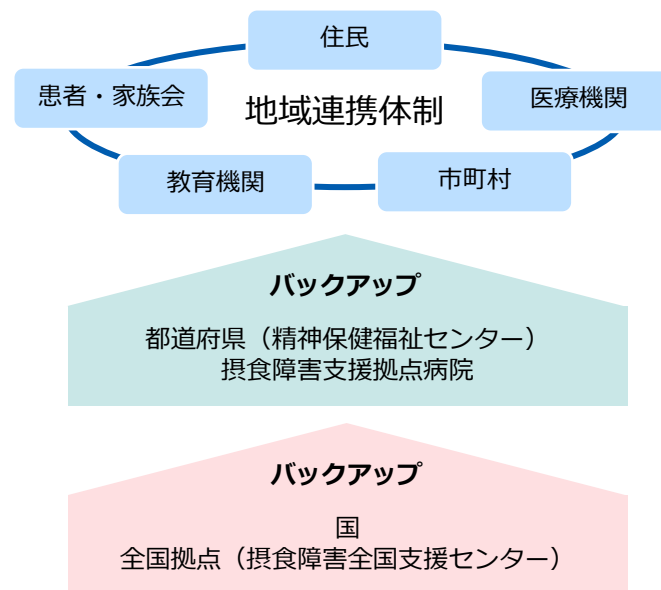 住民
患者・家族会
医療機関
地域連携体制
教育機関
市町村
バックアップ
都道府県（精神保健福祉センター）
摂食障害支援拠点病院
バックアップ
国
全国拠点（摂食障害全国支援センター）